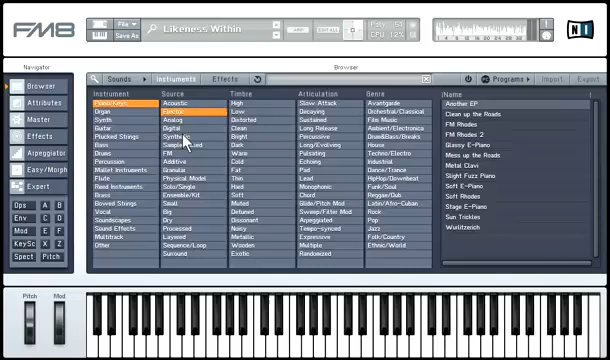 FM8
File
Save As
Likeness Within
ARP
EDIT ALL
Poly 51
CPU 12%
NI
Navigator
Browser
Browser
Attributes
Master
Effects
Arpeggiator
Easy/Morph
Expert
Ops A B
Env C D
Mod E F
KeySc X Z
Spect Pitch
Sounds
Instruments
Effects
Programs
Import
Export
Instrument
Piano/Keys
Organ
Synth
Guitar
Plucked Strings
Bass
Drums
Percussion
Mallet Instruments
Flute
Reed Instruments
Brass
Bowed Strings
Vocal
Soundscapes
Sound Effects
Multitrack
Other
Source
Acoustic
Electric
Analog
Digital
FM
Additive
Granular
Physical Model
Solo/Single
Ensemble/Kit
Small
Big
Dry
Processed
Layered
Sequence/Loop
Surround
Timbre
High
Low
Distorted
Clean
Bright
Dark
Warm
Cold
Fat
Thin
Hard
Soft
Muted
Detuned
Dissonant
Noisy
Metallic
Wooden
Exotic
Articulation
Slow Attack
Decaying
Sustained
Long Release
Percussive
Long/Evolving
Pulsating
Echoing
Pad
Lead
Monophonic
Chord
Glide/Pitch Mod
Sweep/Filter Mod
Arpeggiated
Tempo-synced
Expressive
Multiple
Randomized
Genre
Avantgarde
Orchestral/Classical
Film Music
Ambient/Electronica
Drum&Bass/Breaks
House
Techno/Electro
Industrial
Dance/Trance
HipHop/Downbeat
Funk/Soul
Reggae/Dub
Latin/Afro-Cuban
Rock
Pop
Jazz
Folk/Country
Ethnic/World
Name
Another EP
Clean up the Roads
FM Rhodes
FM Rhodes 2
Glassy E-Piano
Mess up the Roads
Metal Clavi
Slight Fuzz Piano
Soft E-Piano
Soft Rhodes
Stage E-Piano
Sun Trickles
Wurlitzerich
Pitch
Mod